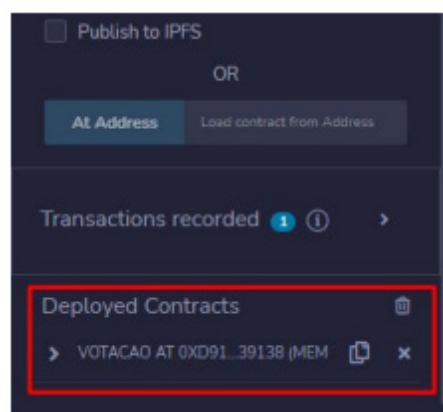 Publish to IPFS
OR
At Address Load contract from Address
Transactions recorded 1 i
Deployed Contracts
VOTACAO AT 0XD91...39138 (MEM